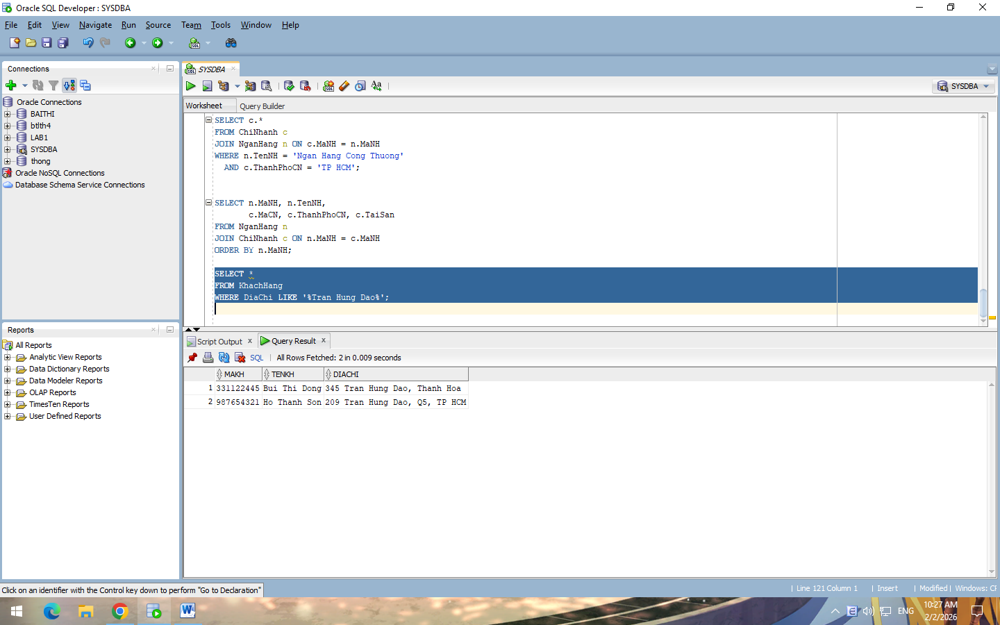 Oracle SQL Developer : SYSDBA
File Edit View Navigate Run Source Team Tools Window Help
Connections
Oracle Connections
BAITHI
btlth4
LAB1
SYSDBA
thong
Oracle NoSQL Connections
Database Schema Service Connections
Reports
All Reports
Analytic View Reports
Data Dictionary Reports
Data Modeler Reports
OLAP Reports
TimesTen Reports
User Defined Reports
SYSDBA
SYSDBA
Worksheet Query Builder
SELECT c.*
FROM ChiNhanh c
JOIN NganHang n ON c.MaNH = n.MaNH
WHERE n.TenNH = 'Ngan Hang Cong Thuong'
AND c.ThanhPhoCN = 'TP HCM';
SELECT n.MaNH, n.TenNH,
c.MaCN, c.ThanhPhoCN, c.TaiSan
FROM NganHang n
JOIN ChiNhanh c ON n.MaNH = c.MaNH
ORDER BY n.MaNH;
SELECT *
FROM KhachHang
WHERE DiaChi LIKE '%Tran Hung Dao%';
Script Output x Query Result x
SQL | All Rows Fetched: 2 in 0.009 seconds
MAKH TENKH DIACHI
1 331122445 Bui Thi Dong 345 Tran Hung Dao, Thanh Hoa
2 987654321 Ho Thanh Son 209 Tran Hung Dao, Q5, TP HCM
Click on an identifier with the Control key down to perform "Go to Declaration"
| Line 121 Column 1 | Insert | Modified | Windows: CF
ENG
10:27 AM
2/2/2026